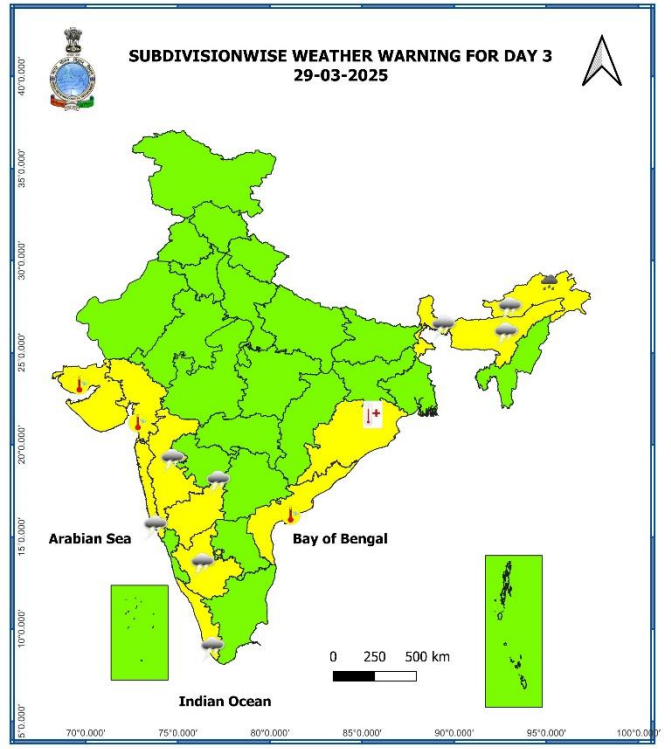 SUBDIVISIONWISE WEATHER WARNING FOR DAY 3
29-03-2025
40°0.000'
35°0.000'
30°0.000'
25°0.000'
20°0.000'
15°0.000'
10°0.000'
5°0.000'
Arabian Sea
Bay of Bengal
0 250 500 km
Indian Ocean
70°0.000' 75°0.000' 80°0.000' 85°0.000' 90°0.000' 95°0.000' 100°0.000'